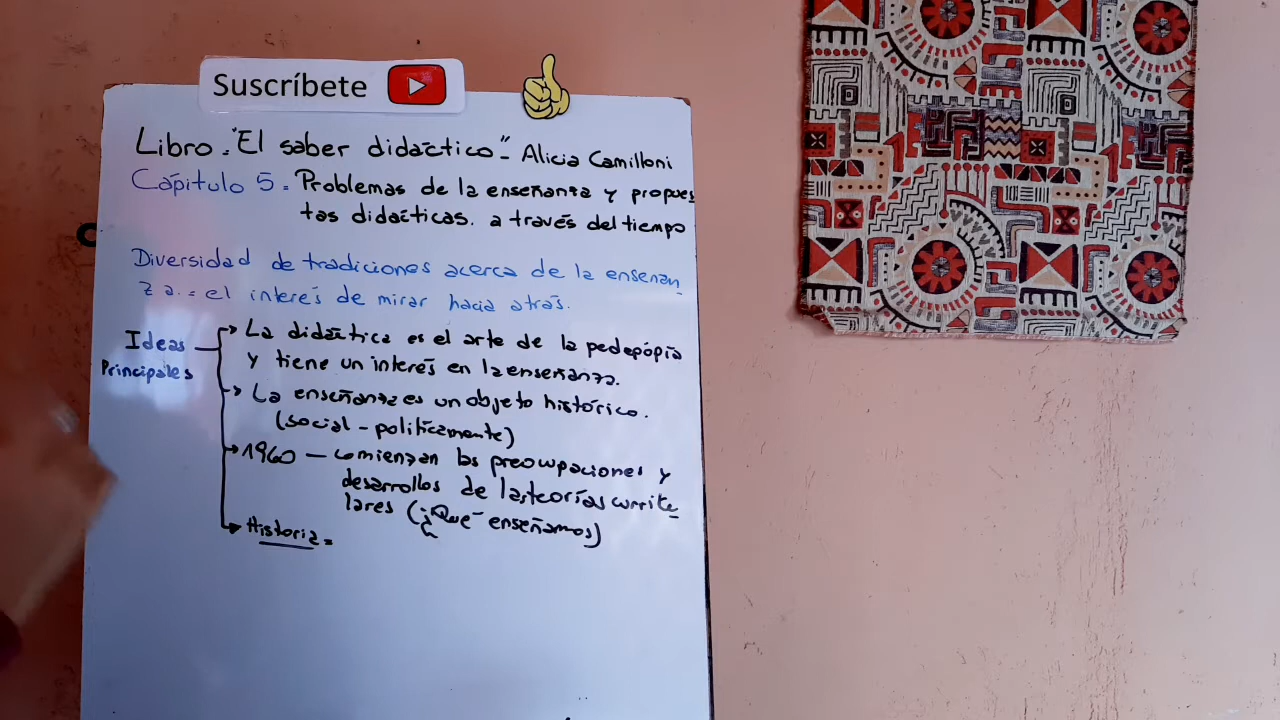 Suscríbete
Libro. "El saber didáctico" - Alicia Camilloni
Capítulo 5. Problemas de la enseñanza y propues
tas didácticas. a través del tiempo
Diversidad de tradiciones acerca de la enseñan
za. = el interés de mirar hacia atrás.
Ideas
Principales
La didáctica es el arte de la pedagogía
y tiene un interés en la enseñanza.
La enseñanza es un objeto histórico.
(social - políticamente)
1960 — comienzan las preocupaciones y
desarrollos de las teorías curricu
lares (¿Qué enseñamos)
Historia =